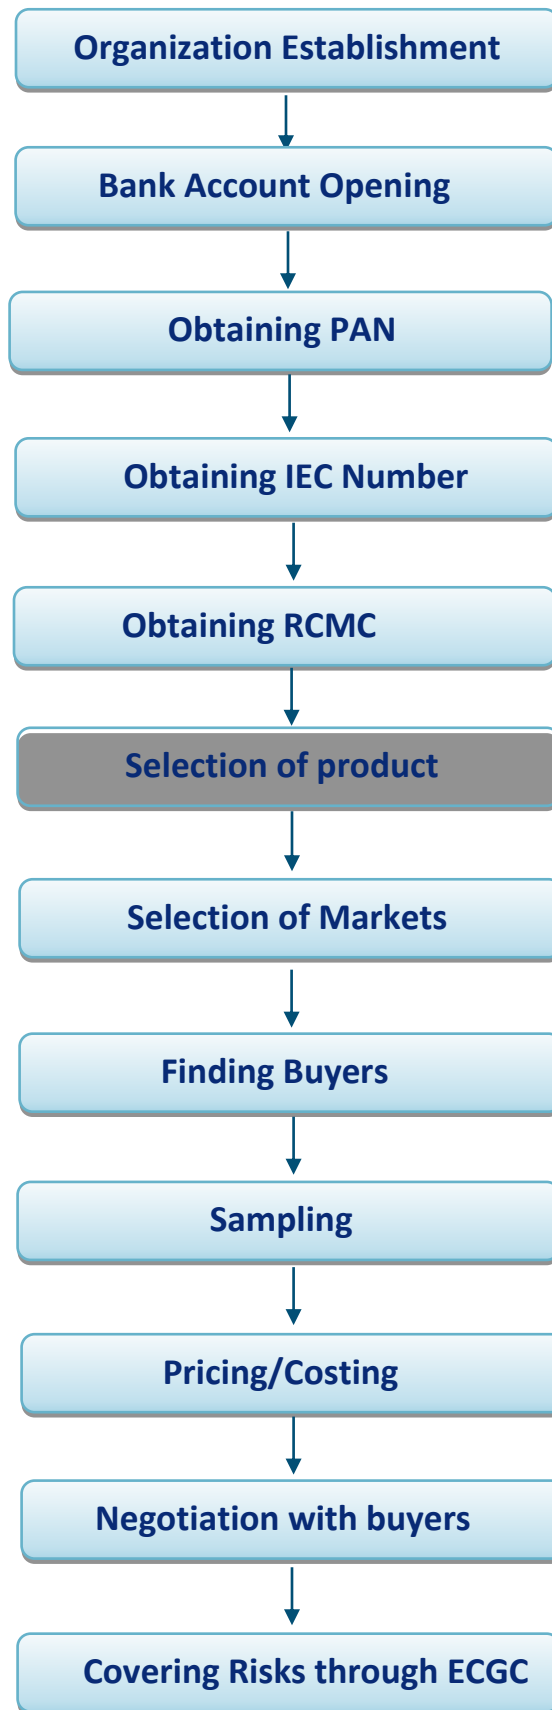 Organization Establishment
Bank Account Opening
Obtaining PAN
Obtaining IEC Number
Obtaining RCMC
Selection of product
Selection of Markets
Finding Buyers
Sampling
Pricing/Costing
Negotiation with buyers
Covering Risks through ECGC